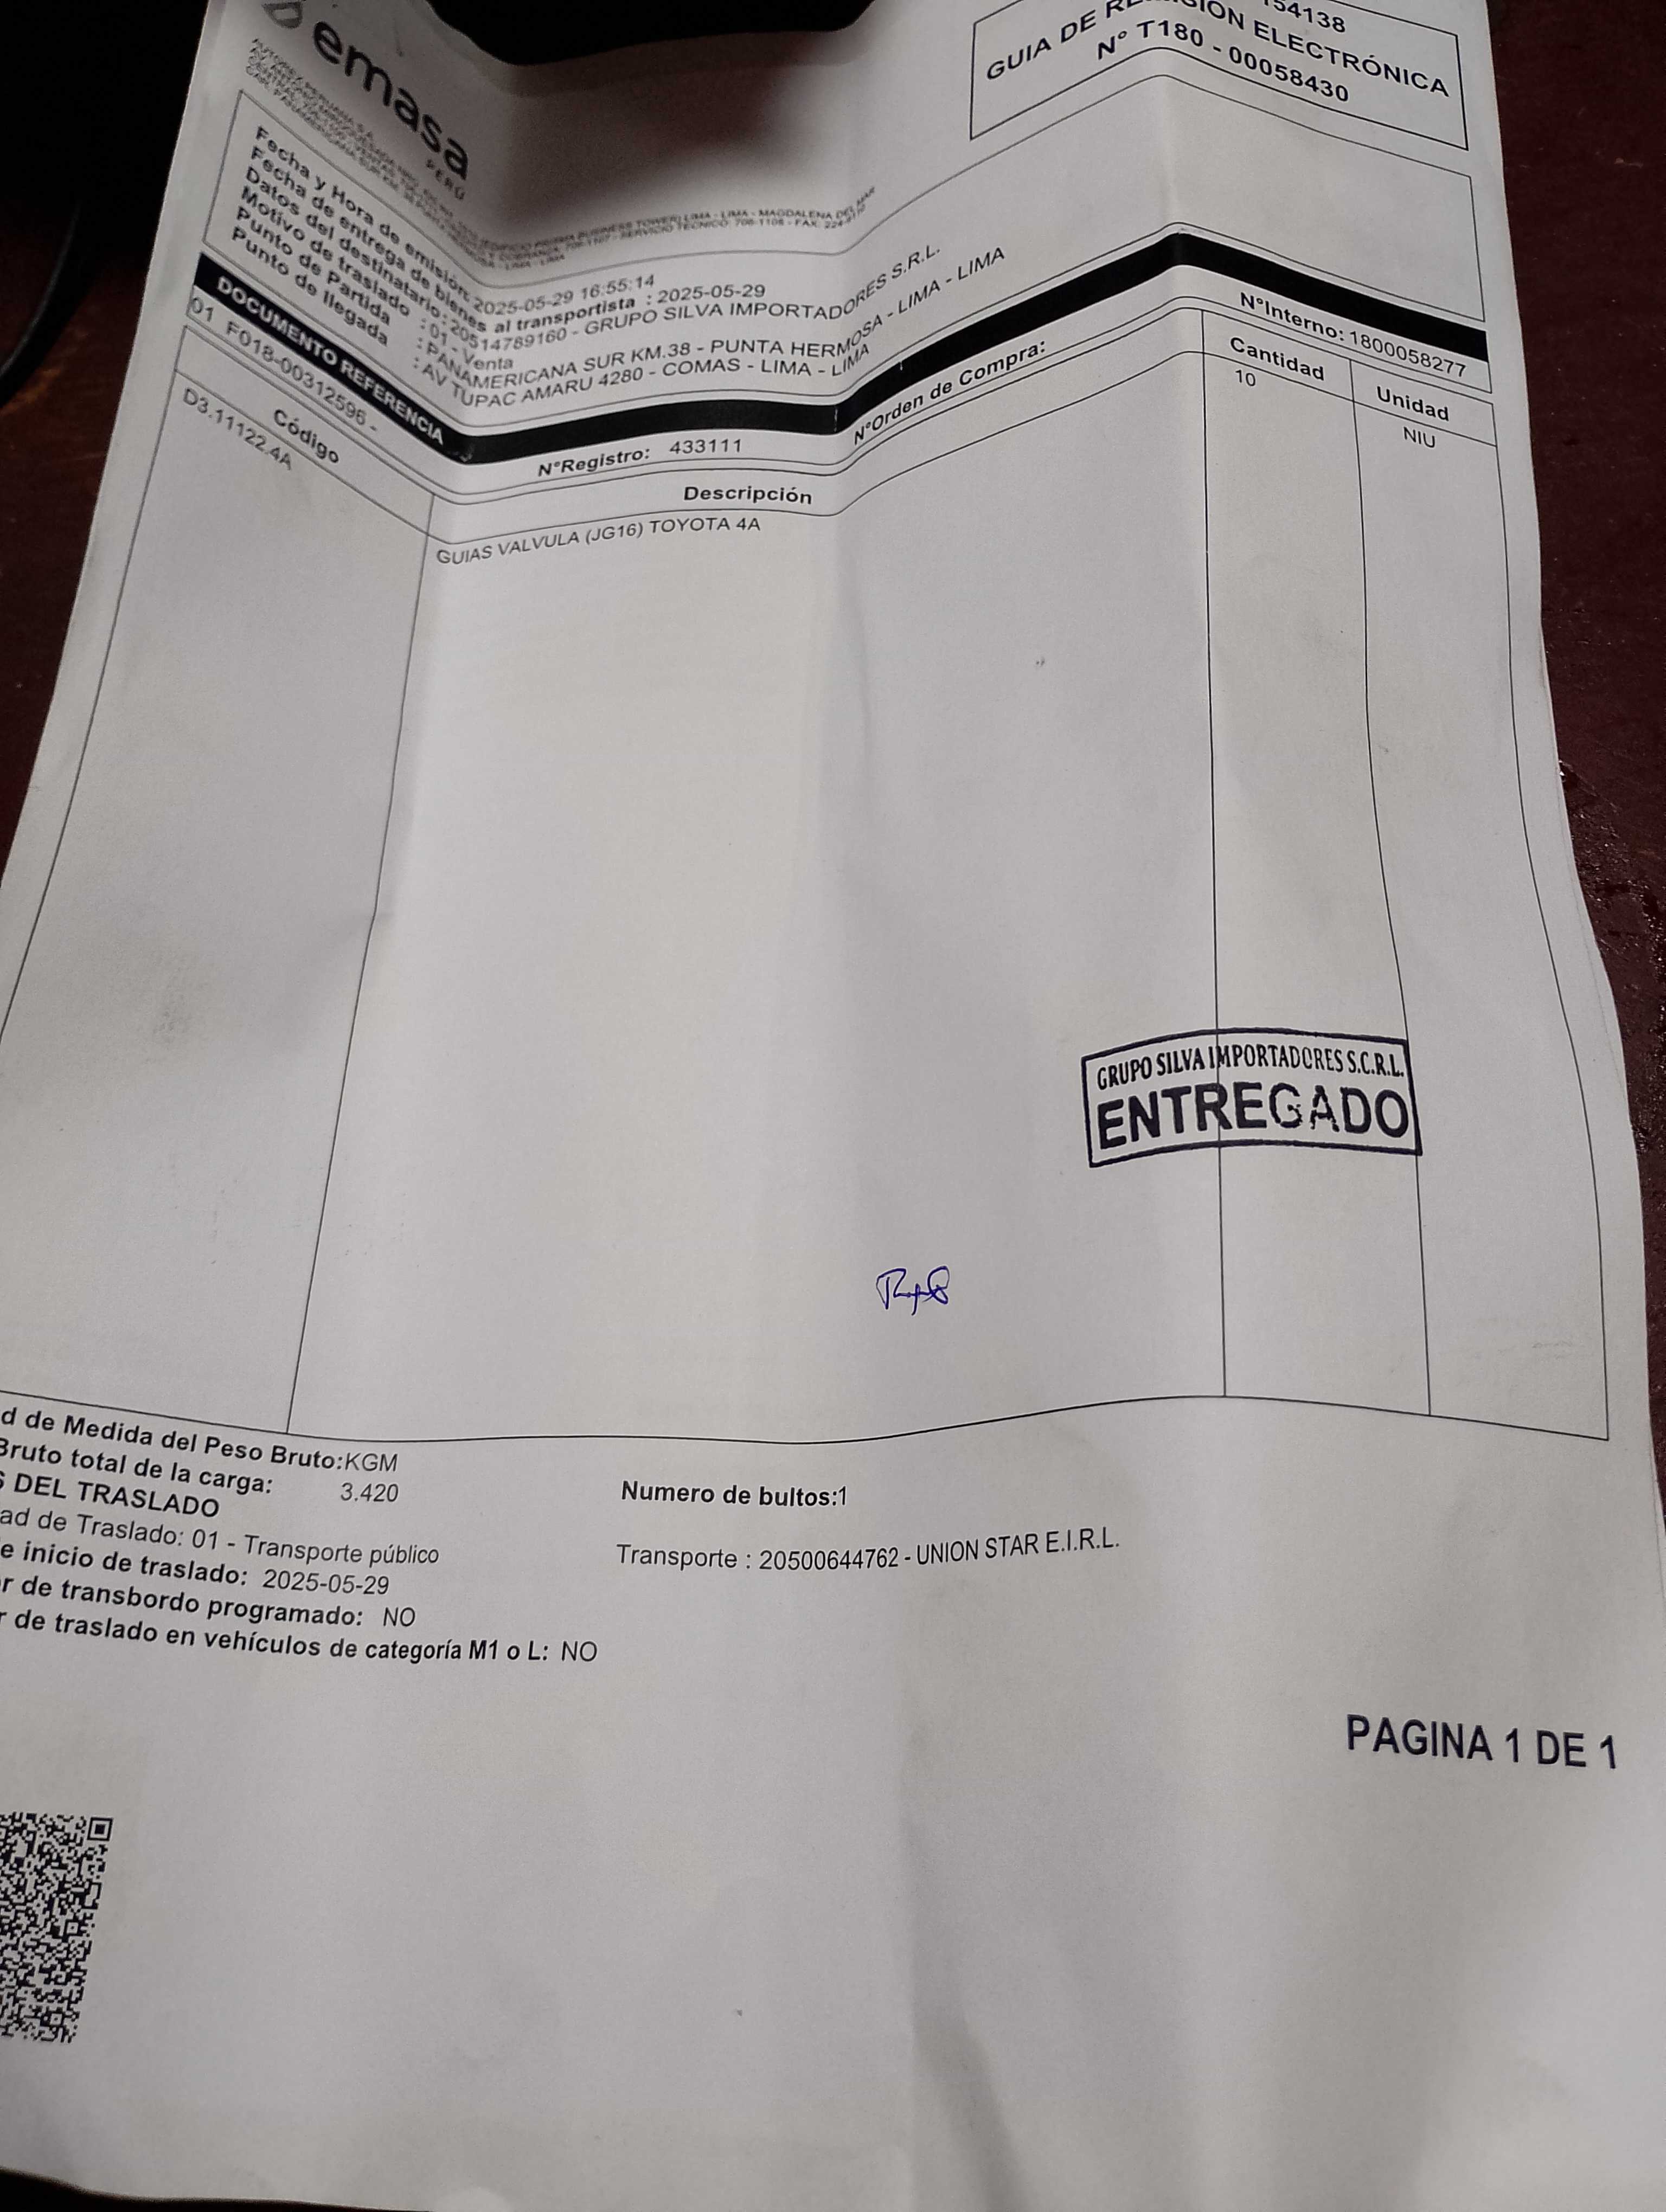 emasa
PERÚ
154138
GUIA DE REMISIÓN ELECTRÓNICA
Nº T180 - 00058430
Fecha y Hora de emisión: 2025-05-29 16:55:14
Fecha de entrega de bienes al transportista : 2025-05-29
Datos del destinatario: 20514789160 - GRUPO SILVA IMPORTADORES S.R.L.
Motivo de traslado : 01 - Venta
Punto de Partida : PANAMERICANA SUR KM.38 - PUNTA HERMOSA - LIMA - LIMA
Punto de llegada : AV TUPAC AMARU 4280 - COMAS - LIMA - LIMA
DOCUMENTO REFERENCIA
01 F018-00312596 - NºRegistro: 433111 NºOrden de Compra: NºInterno: 1800058277
Código Descripción Cantidad Unidad
D3.11122.4A GUIAS VALVULA (JG16) TOYOTA 4A 10 NIU
GRUPO SILVA IMPORTADORES S.C.R.L.
ENTREGADO
d de Medida del Peso Bruto:KGM
Bruto total de la carga: 3.420 Numero de bultos:1
S DEL TRASLADO
ad de Traslado: 01 - Transporte público Transporte : 20500644762 - UNION STAR E.I.R.L.
e inicio de traslado: 2025-05-29
r de transbordo programado: NO
r de traslado en vehículos de categoría M1 o L: NO
PAGINA 1 DE 1